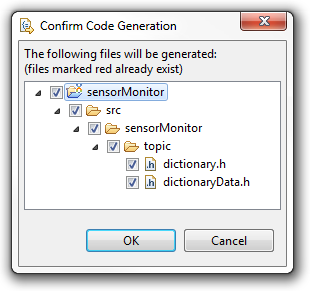 Confirm Code Generation
The following files will be generated:
(files marked red already exist)
sensorMonitor
src
sensorMonitor
topic
.h dictionary.h
.h dictionaryData.h
OK
Cancel